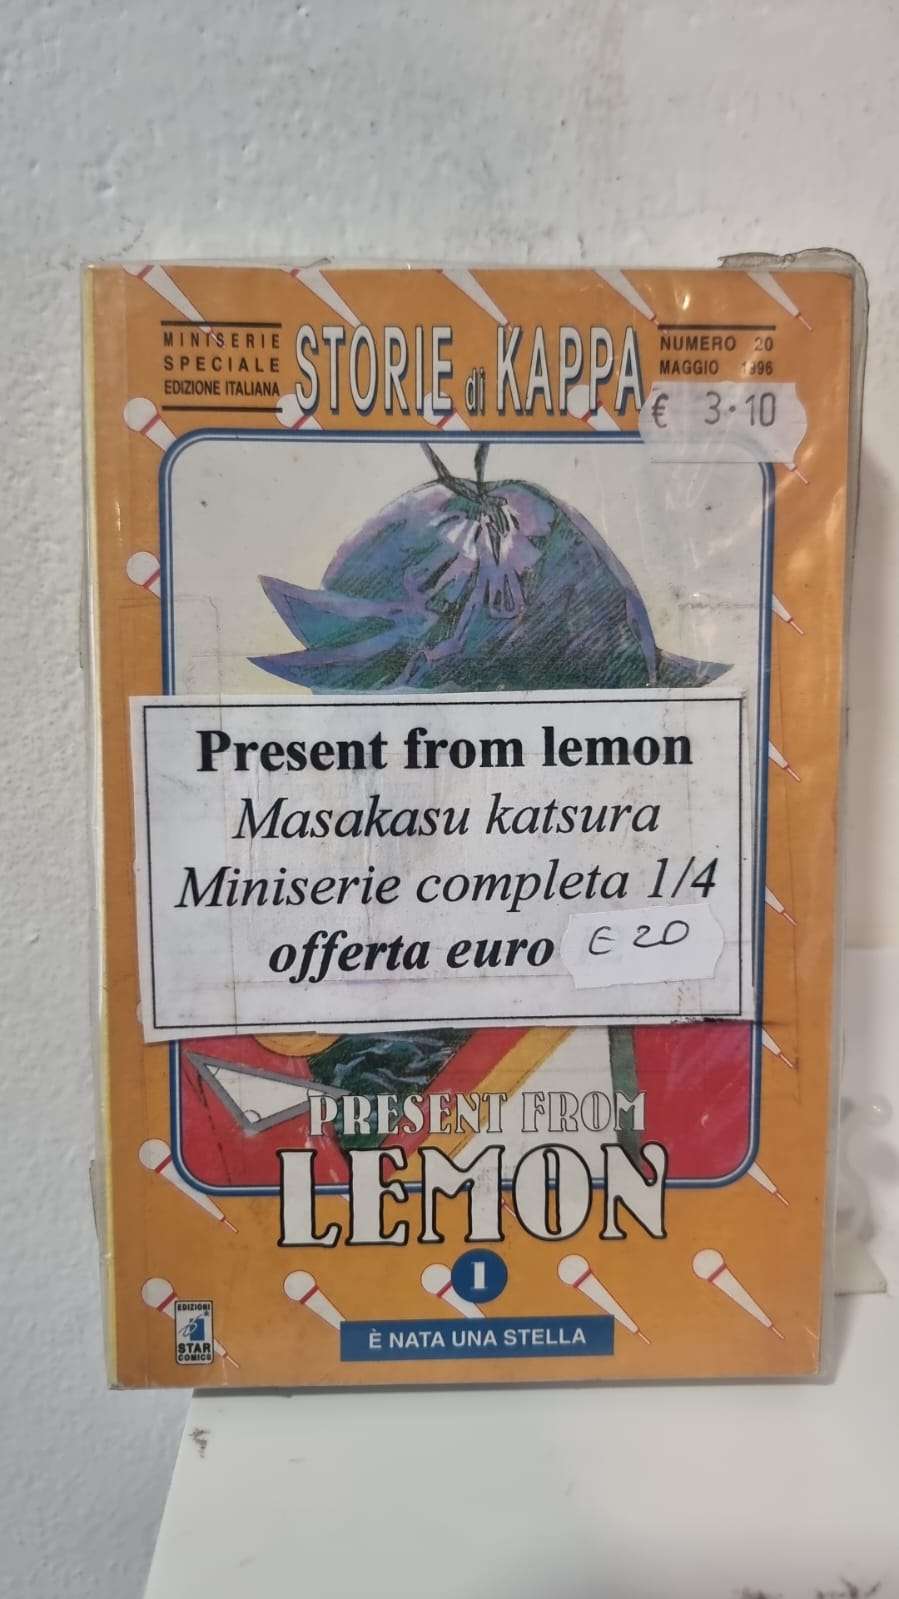 MINISERIE
SPECIALE
EDIZIONE ITALIANA
STORIE di KAPPA
NUMERO 20
MAGGIO 1996
€ 3.10
Present from lemon
Masakasu katsura
Miniserie completa 1/4
offerta euro € 20
PRESENT FROM
LEMON
1
È NATA UNA STELLA
EDIZIONI
STAR
COMICS